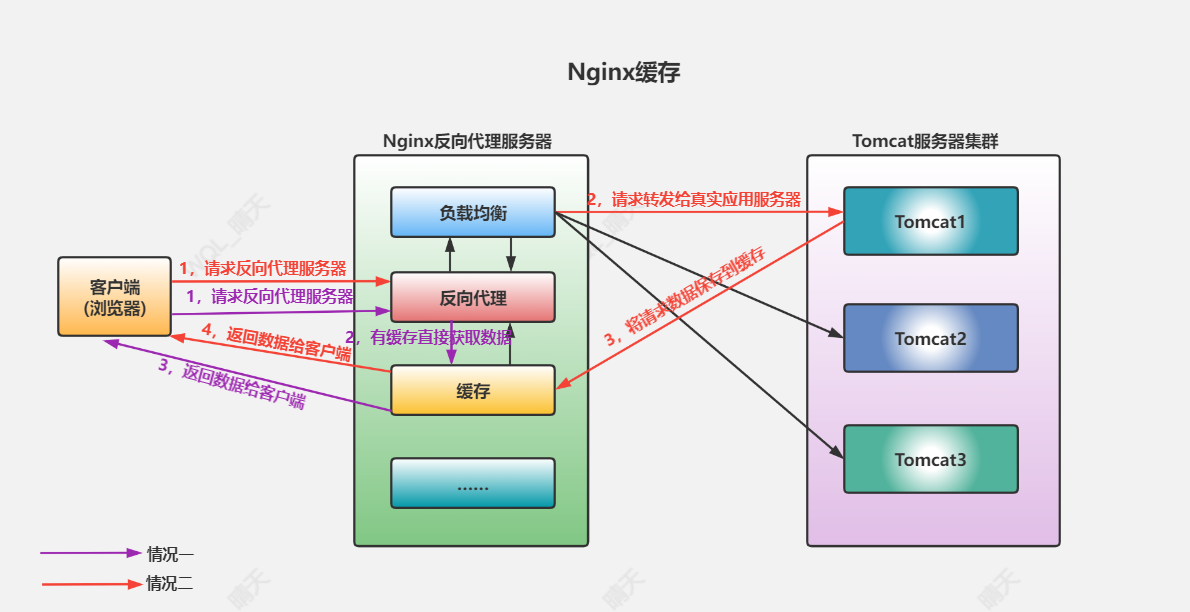 Nginx缓存
Nginx反向代理服务器
Tomcat服务器集群
负载均衡
2，请求转发给真实应用服务器
Tomcat1
客户端
(浏览器)
1，请求反向代理服务器
1，请求反向代理服务器
反向代理
3，将请求数据保存到缓存
4，返回数据给客户端
2，有缓存直接获取数据
Tomcat2
3，返回数据给客户端
缓存
Tomcat3
......
情况一
情况二
晴天
晴天
晴天